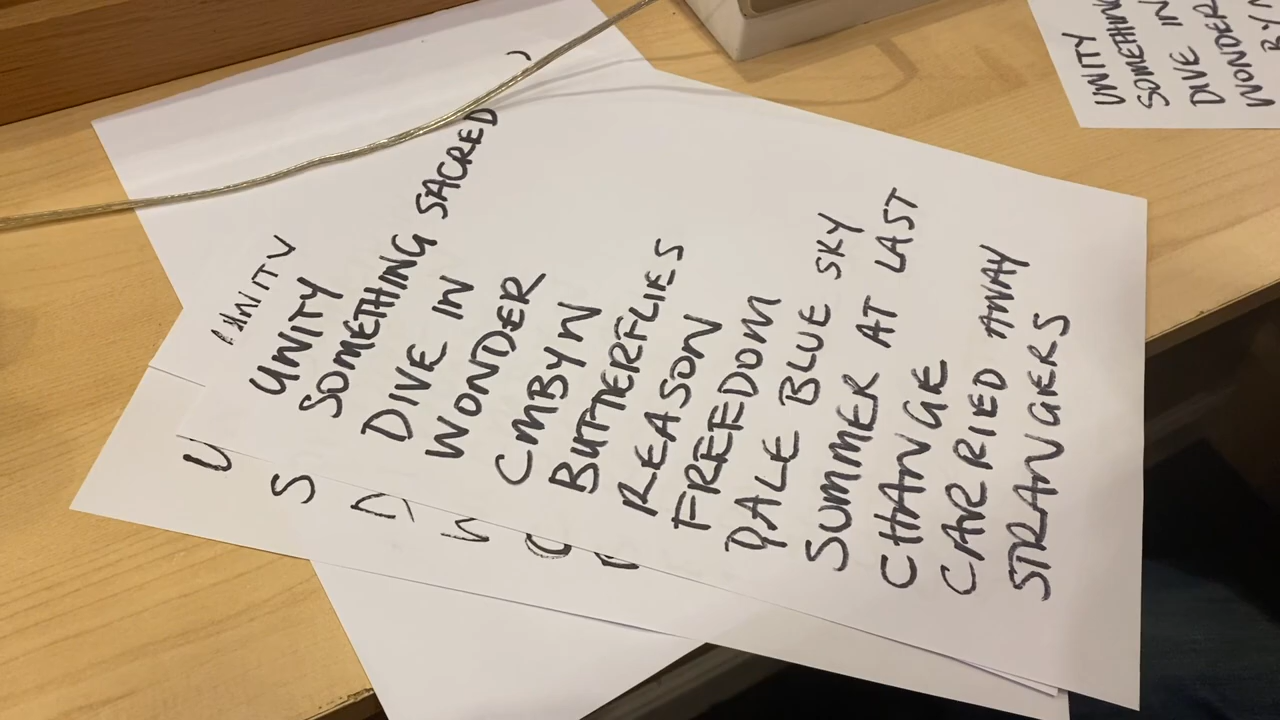 UNITY
UNITY
SOMETHING SACRED
DIVE IN
WONDER
CMBYN
BUTTERFLIES
REASON
FREEDOM
PALE BLUE SKY
SUMMER AT LAST
CHANGE
CARRIED AWAY
STRANGERS
U
S
D
W
C
UNITY
SOMETHING
DIVE IN
WONDER